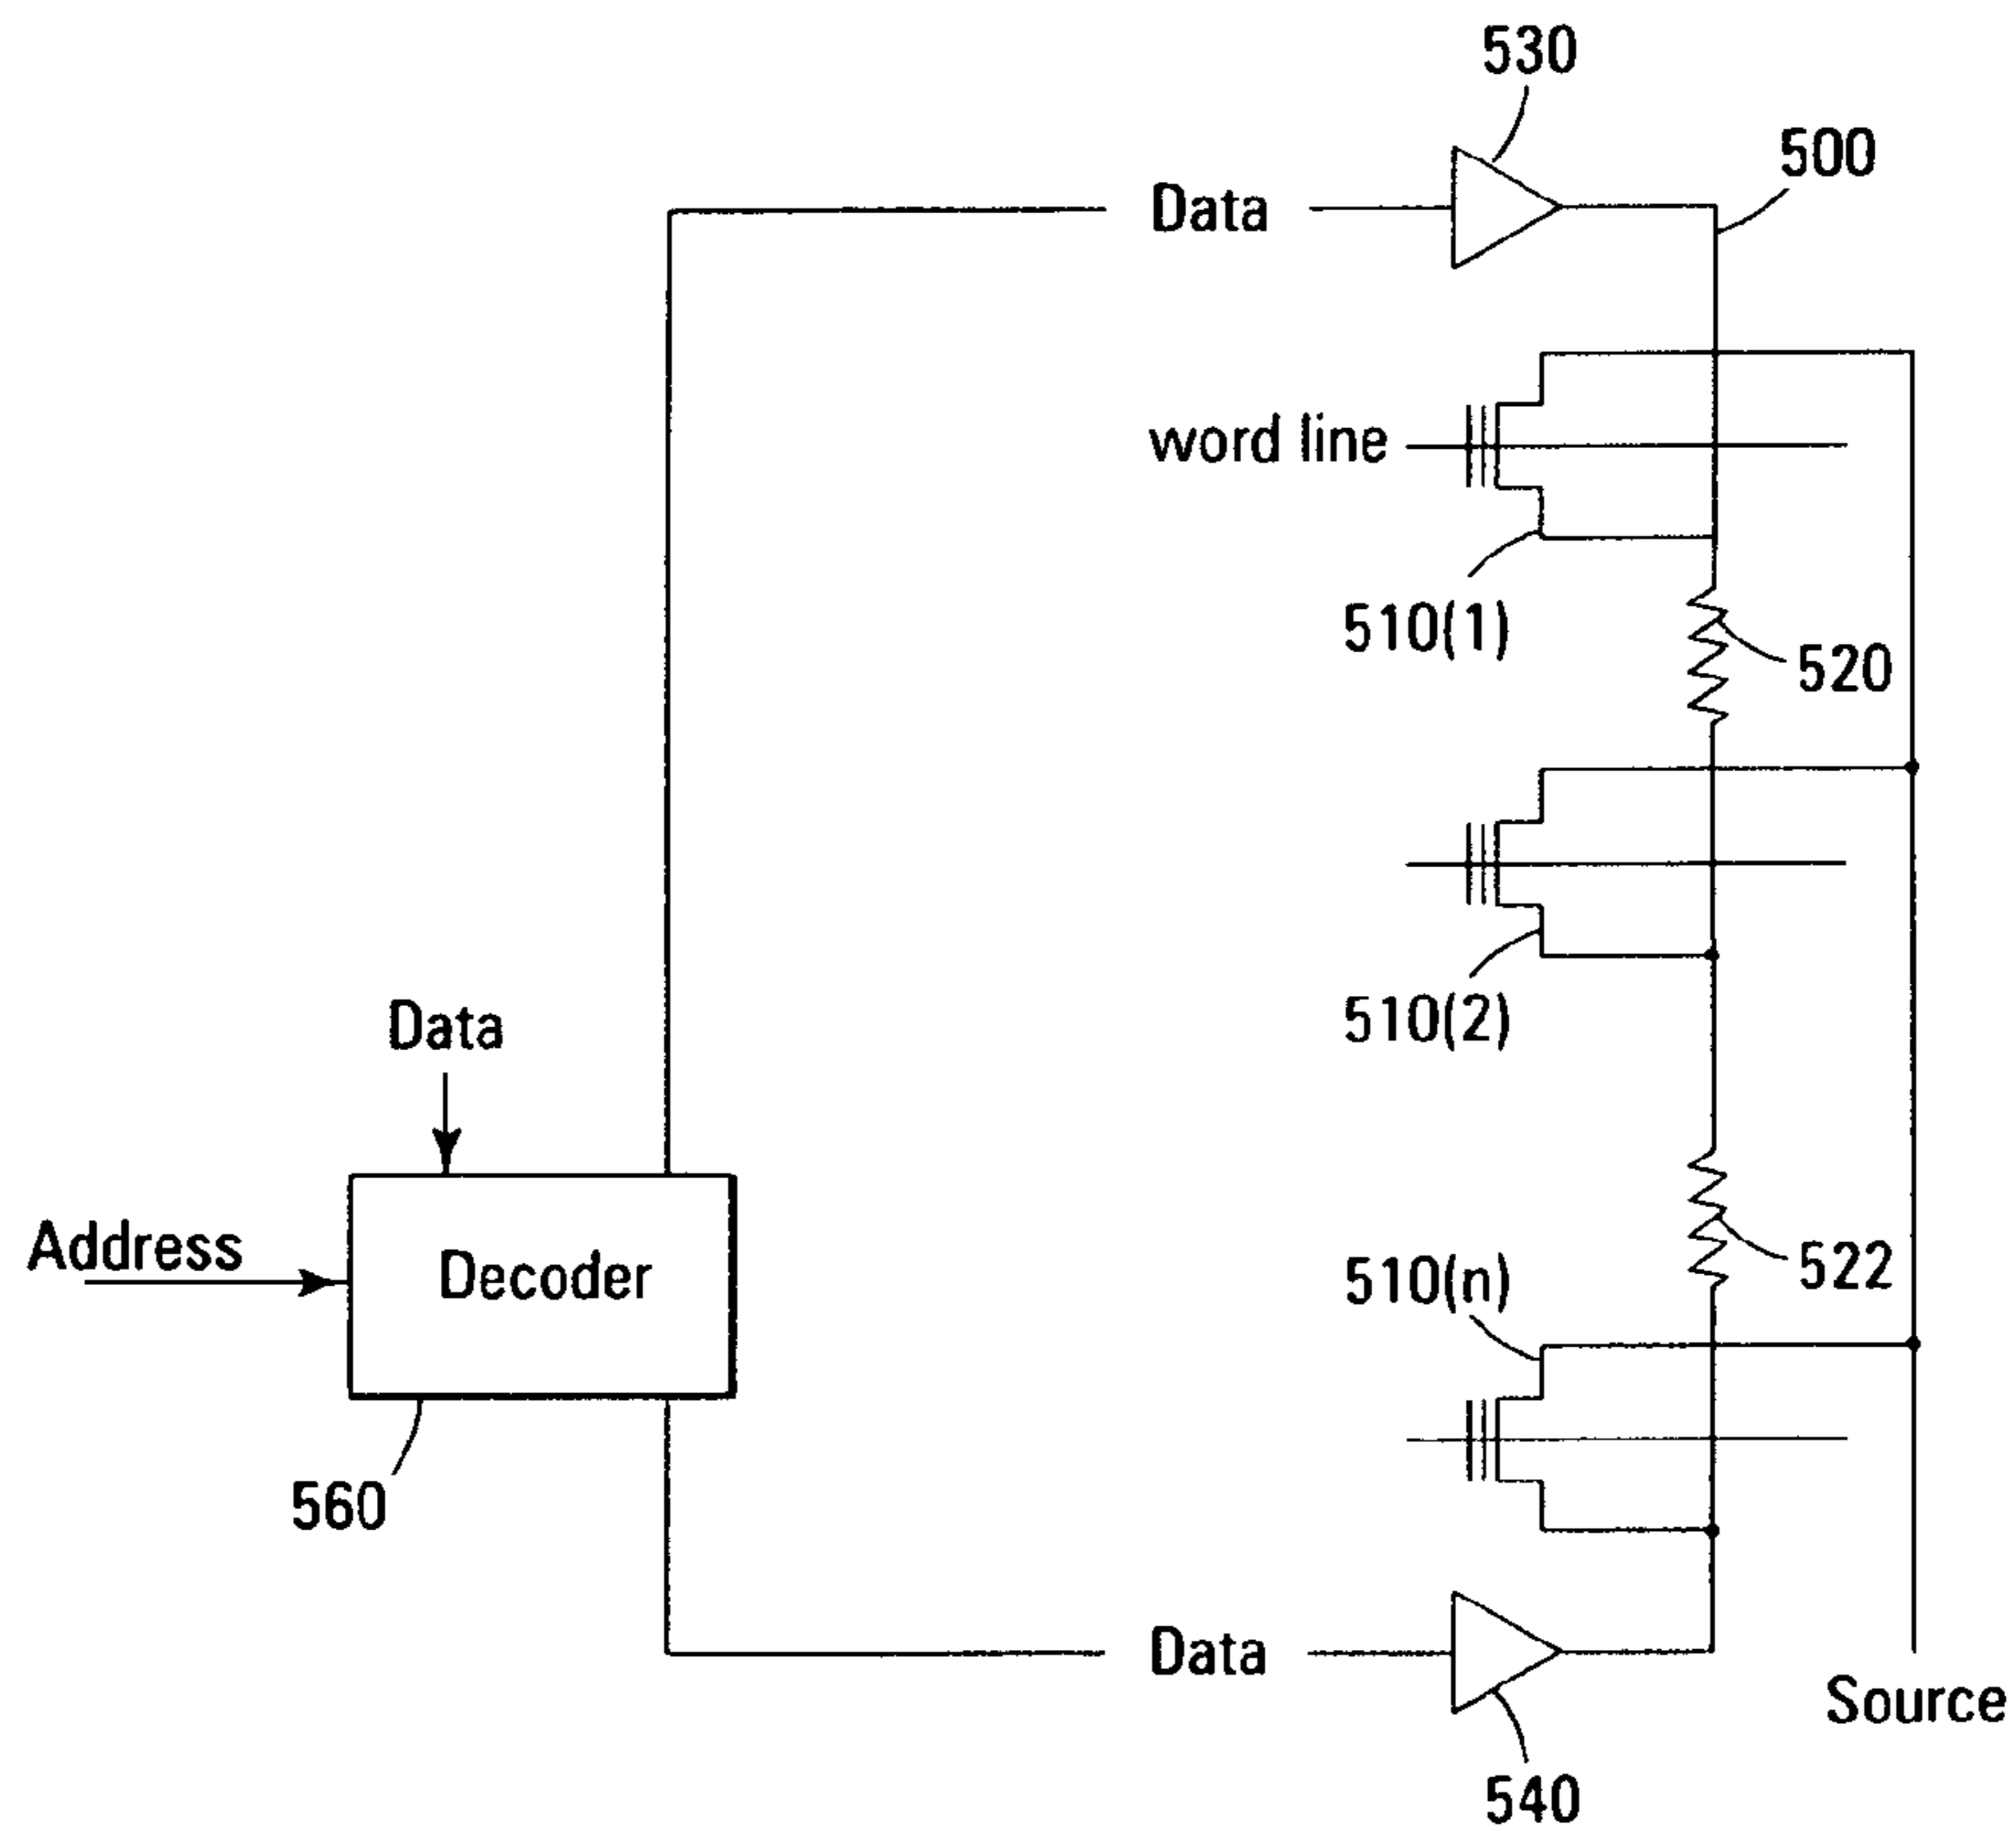 530
500
Data
word line
510(1)
520
510(2)
Data
Address
Decoder
510(n)
522
560
Data
Source
540